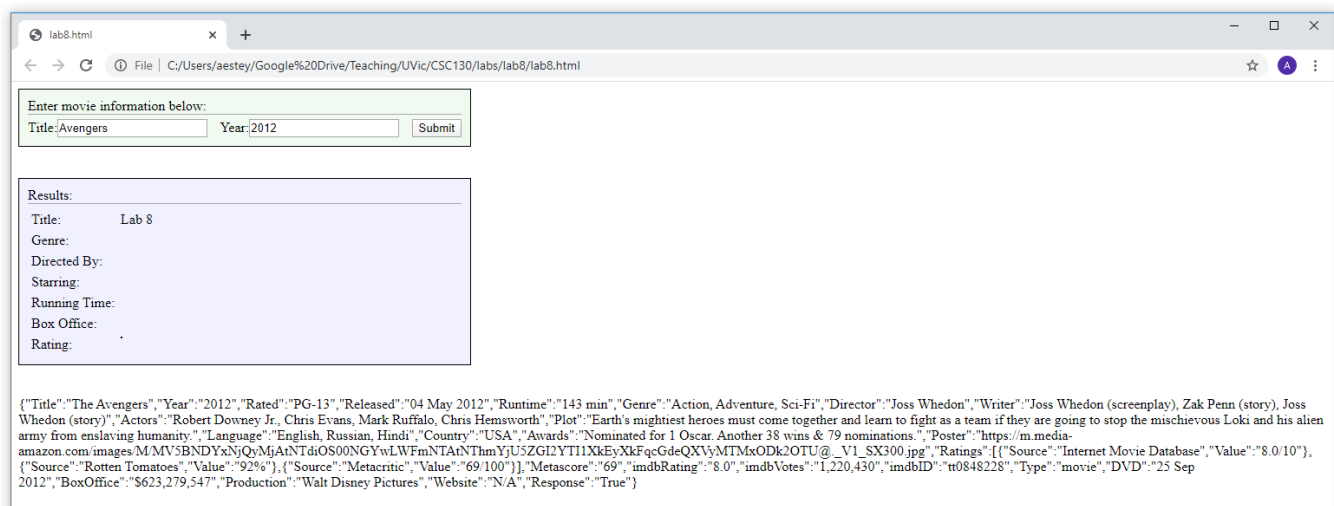 lab8.html
File | C:/Users/aestey/Google%20Drive/Teaching/UVic/CSC130/labs/lab8/lab8.html
A
Enter movie information below:
Title: Avengers Year: 2012 Submit
Results:
Title: Lab 8
Genre:
Directed By:
Starring:
Running Time:
Box Office:
Rating:
{"Title":"The Avengers","Year":"2012","Rated":"PG-13","Released":"04 May 2012","Runtime":"143 min","Genre":"Action, Adventure, Sci-Fi","Director":"Joss Whedon","Writer":"Joss Whedon (screenplay), Zak Penn (story), Joss
Whedon (story)","Actors":"Robert Downey Jr., Chris Evans, Mark Ruffalo, Chris Hemsworth","Plot":"Earth's mightiest heroes must come together and learn to fight as a team if they are going to stop the mischievous Loki and his alien
army from enslaving humanity.","Language":"English, Russian, Hindi","Country":"USA","Awards":"Nominated for 1 Oscar. Another 38 wins & 79 nominations.","Poster":"https://m.media-
amazon.com/images/M/MV5BNDYxNjQyMjAtNTdiOS00NGYwLWFmNTAtNThmYjU5ZGI2YTI1XkEyXkFqcGdeQXVyMTMxODk2OTU@._V1_SX300.jpg","Ratings":[{"Source":"Internet Movie Database","Value":"8.0/10"},
{"Source":"Rotten Tomatoes","Value":"92%"},{"Source":"Metacritic","Value":"69/100"}],"Metascore":"69","imdbRating":"8.0","imdbVotes":"1,220,430","imdbID":"tt0848228","Type":"movie","DVD":"25 Sep
2012","BoxOffice":"$623,279,547","Production":"Walt Disney Pictures","Website":"N/A","Response":"True"}